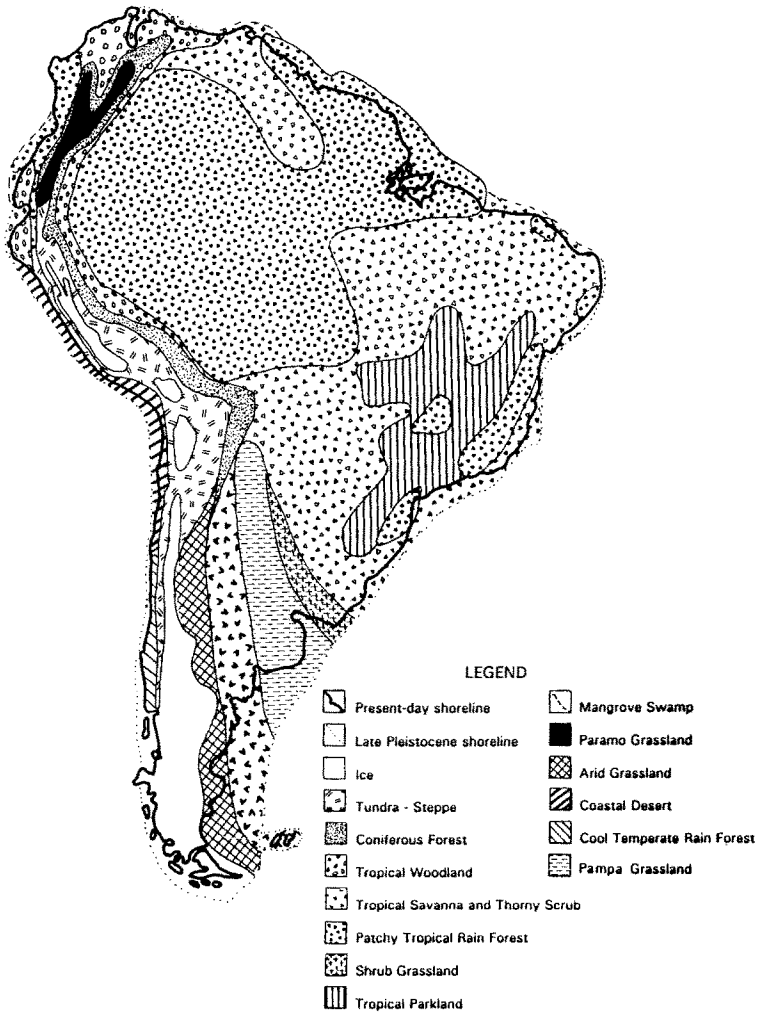 LEGEND
Present-day shoreline
Late Pleistocene shoreline
Ice
Tundra - Steppe
Coniferous Forest
Tropical Woodland
Tropical Savanna and Thorny Scrub
Patchy Tropical Rain Forest
Shrub Grassland
Tropical Parkland
Mangrove Swamp
Paramo Grassland
Arid Grassland
Coastal Desert
Cool Temperate Rain Forest
Pampa Grassland